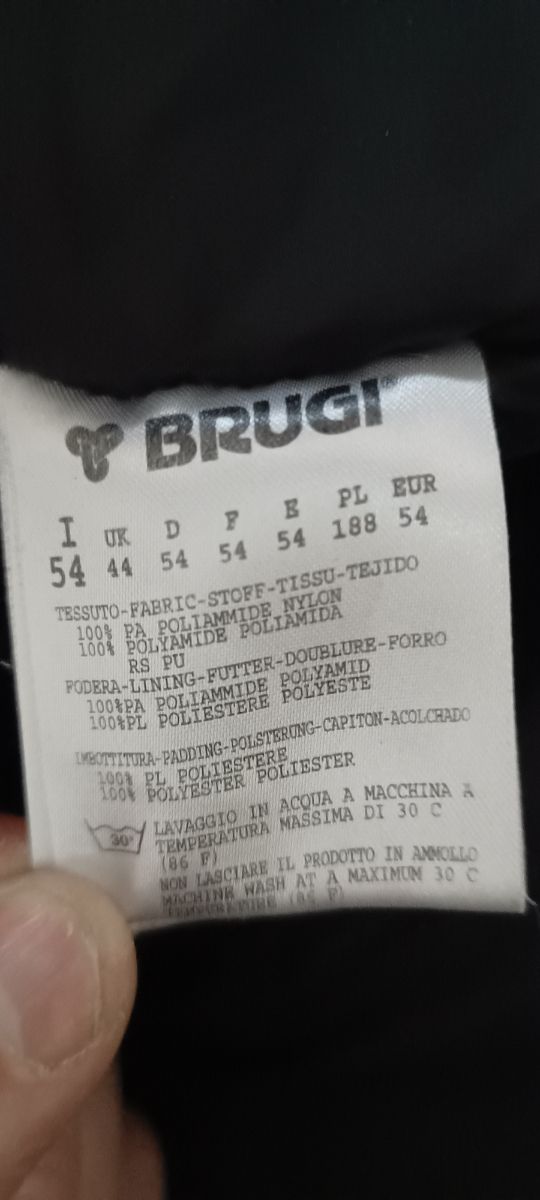 BRUGI
I UK D F E PL EUR
54 44 54 54 54 188 54
TESSUTO-FABRIC-STOFF-TISSU-TEJIDO
100% PA POLIAMMIDE NYLON
100% POLYAMIDE POLIAMIDA
RS PU
FODERA-LINING-FUTTER-DOUBLURE-FORRO
100%PA POLIAMMIDE POLYAMID
100%PL POLIESTERE POLYESTE
IMBOTTITURA-PADDING-POLSTERUNG-CAPITON-ACOLCHADO
100% PL POLIESTERE
100% POLYESTER POLIESTER
30°
LAVAGGIO IN ACQUA A MACCHINA A
TEMPERATURA MASSIMA DI 30 C
(86 F)
NON LASCIARE IL PRODOTTO IN AMMOLLO
MACHINE WASH AT A MAXIMUM 30 C
TEMPERATURE (86 F)